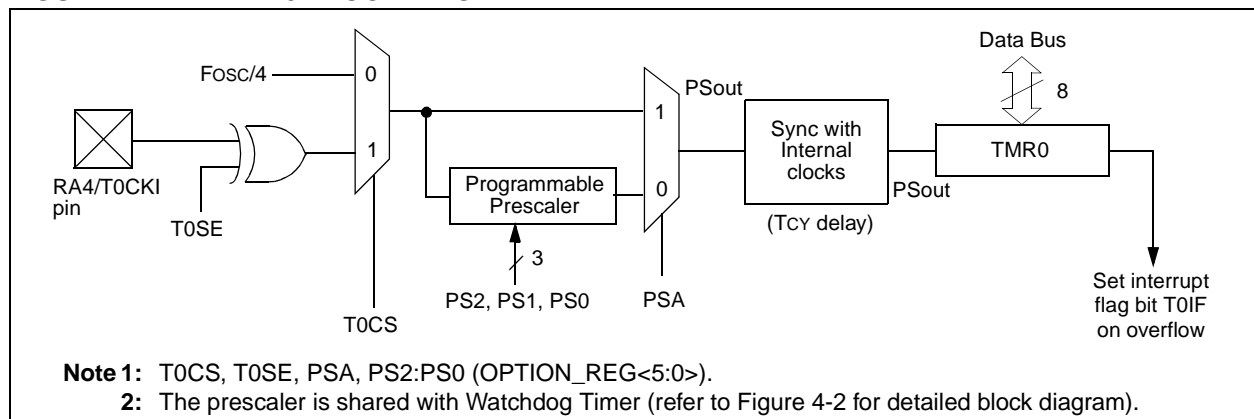 Data Bus
FOSC/4
0
8
PSout
1
1
Sync with
Internal
clocks
TMR0
RA4/T0CKI
pin
Programmable
Prescaler
0
PSout
T0SE
(TCY delay)
3
PS2, PS1, PS0
PSA
Set interrupt
flag bit T0IF
on overflow
T0CS
Note 1: T0CS, T0SE, PSA, PS2:PS0 (OPTION_REG<5:0>).
2: The prescaler is shared with Watchdog Timer (refer to Figure 4-2 for detailed block diagram).